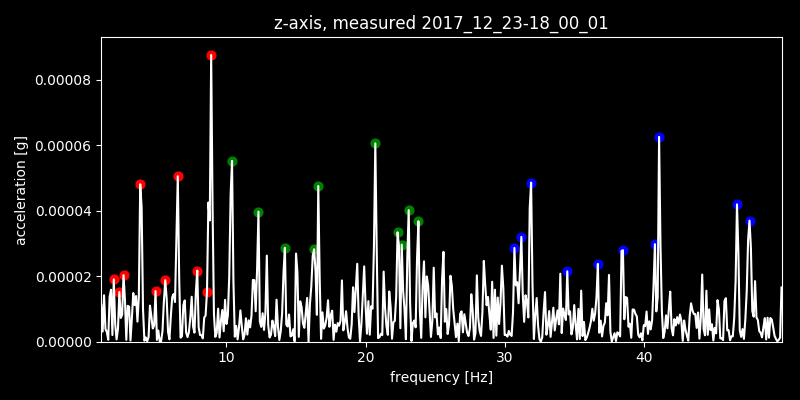 z-axis, measured 2017_12_23-18_00_01
0.00008
0.00006
0.00004
0.00002
0.00000
acceleration [g]
10 20 30 40
frequency [Hz]